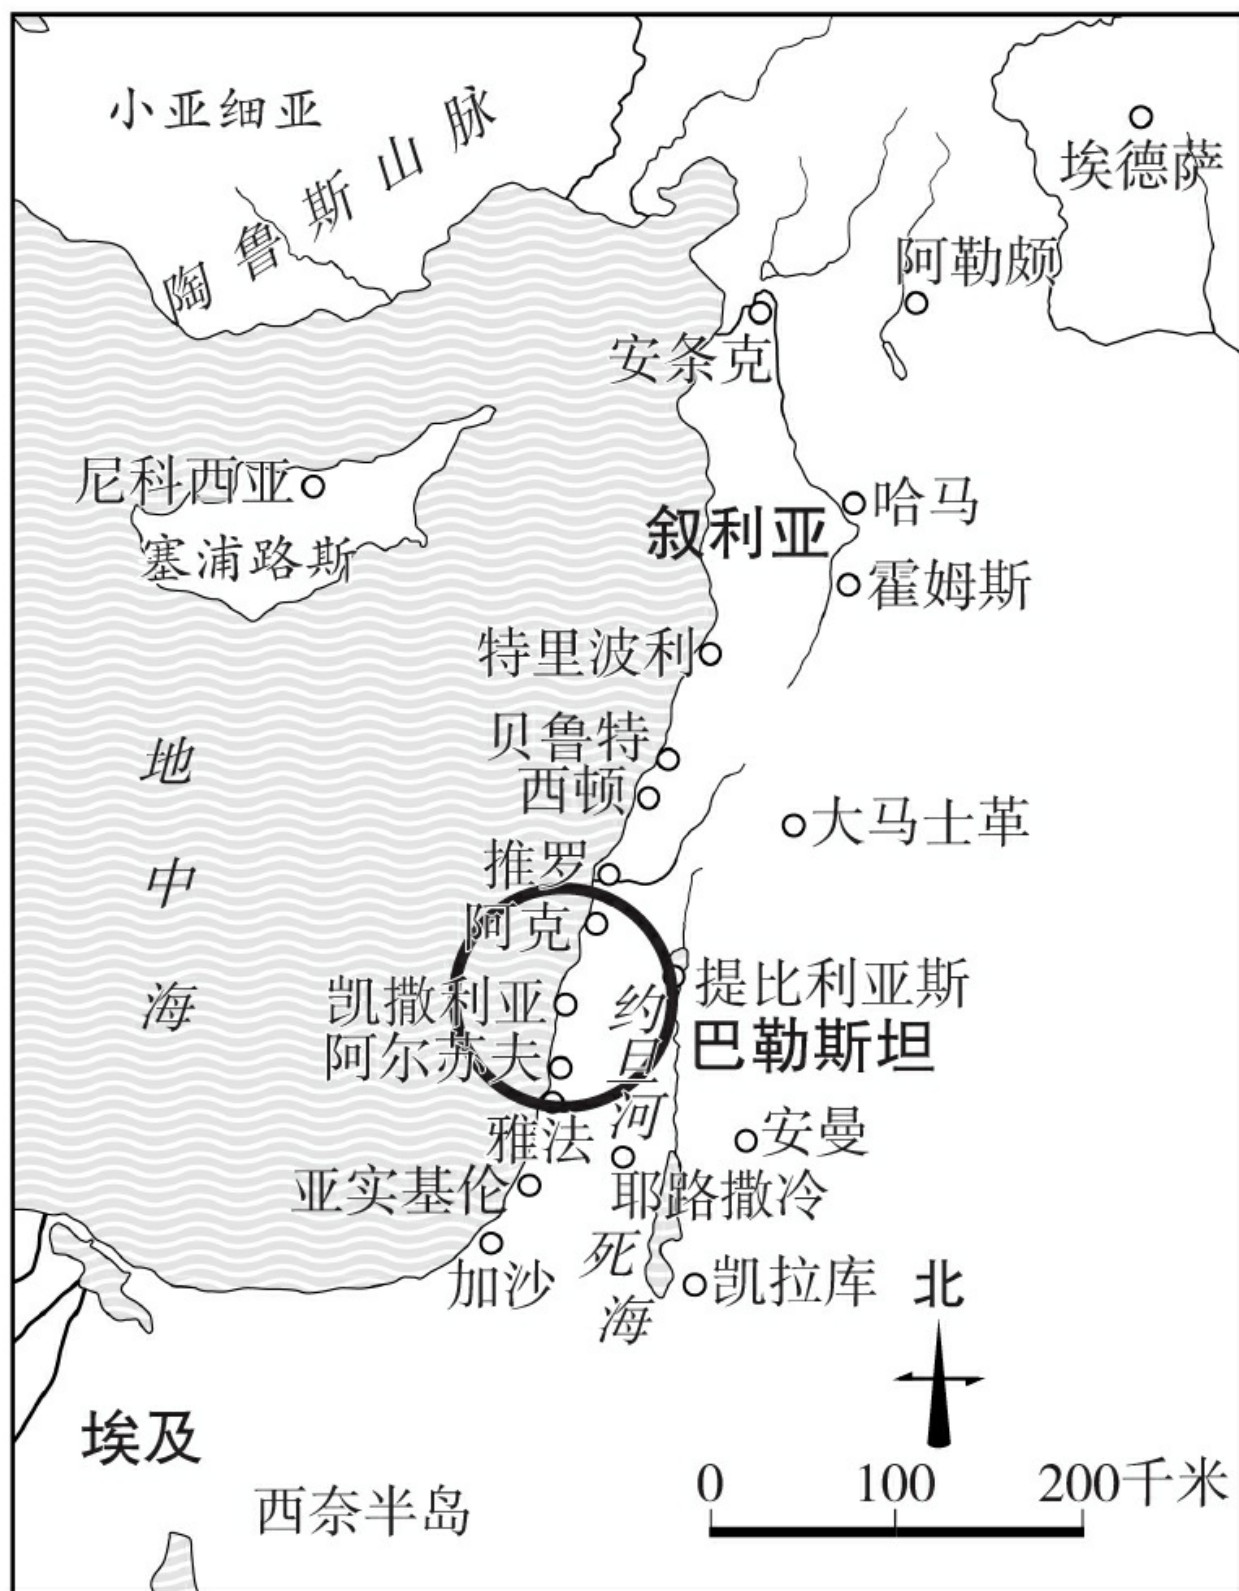 小亚细亚
陶鲁斯山脉
埃德萨
阿勒颇
安条克
尼科西亚
塞浦路斯
叙利亚
哈马
霍姆斯
特里波利
贝鲁特
西顿
地中海
大马士革
推罗
阿克
提比利亚斯
凯撒利亚
约旦河
巴勒斯坦
阿尔苏夫
雅法
安曼
亚实基伦
耶路撒冷
死海
加沙
凯拉库
北
埃及
西奈半岛
0 100 200千米